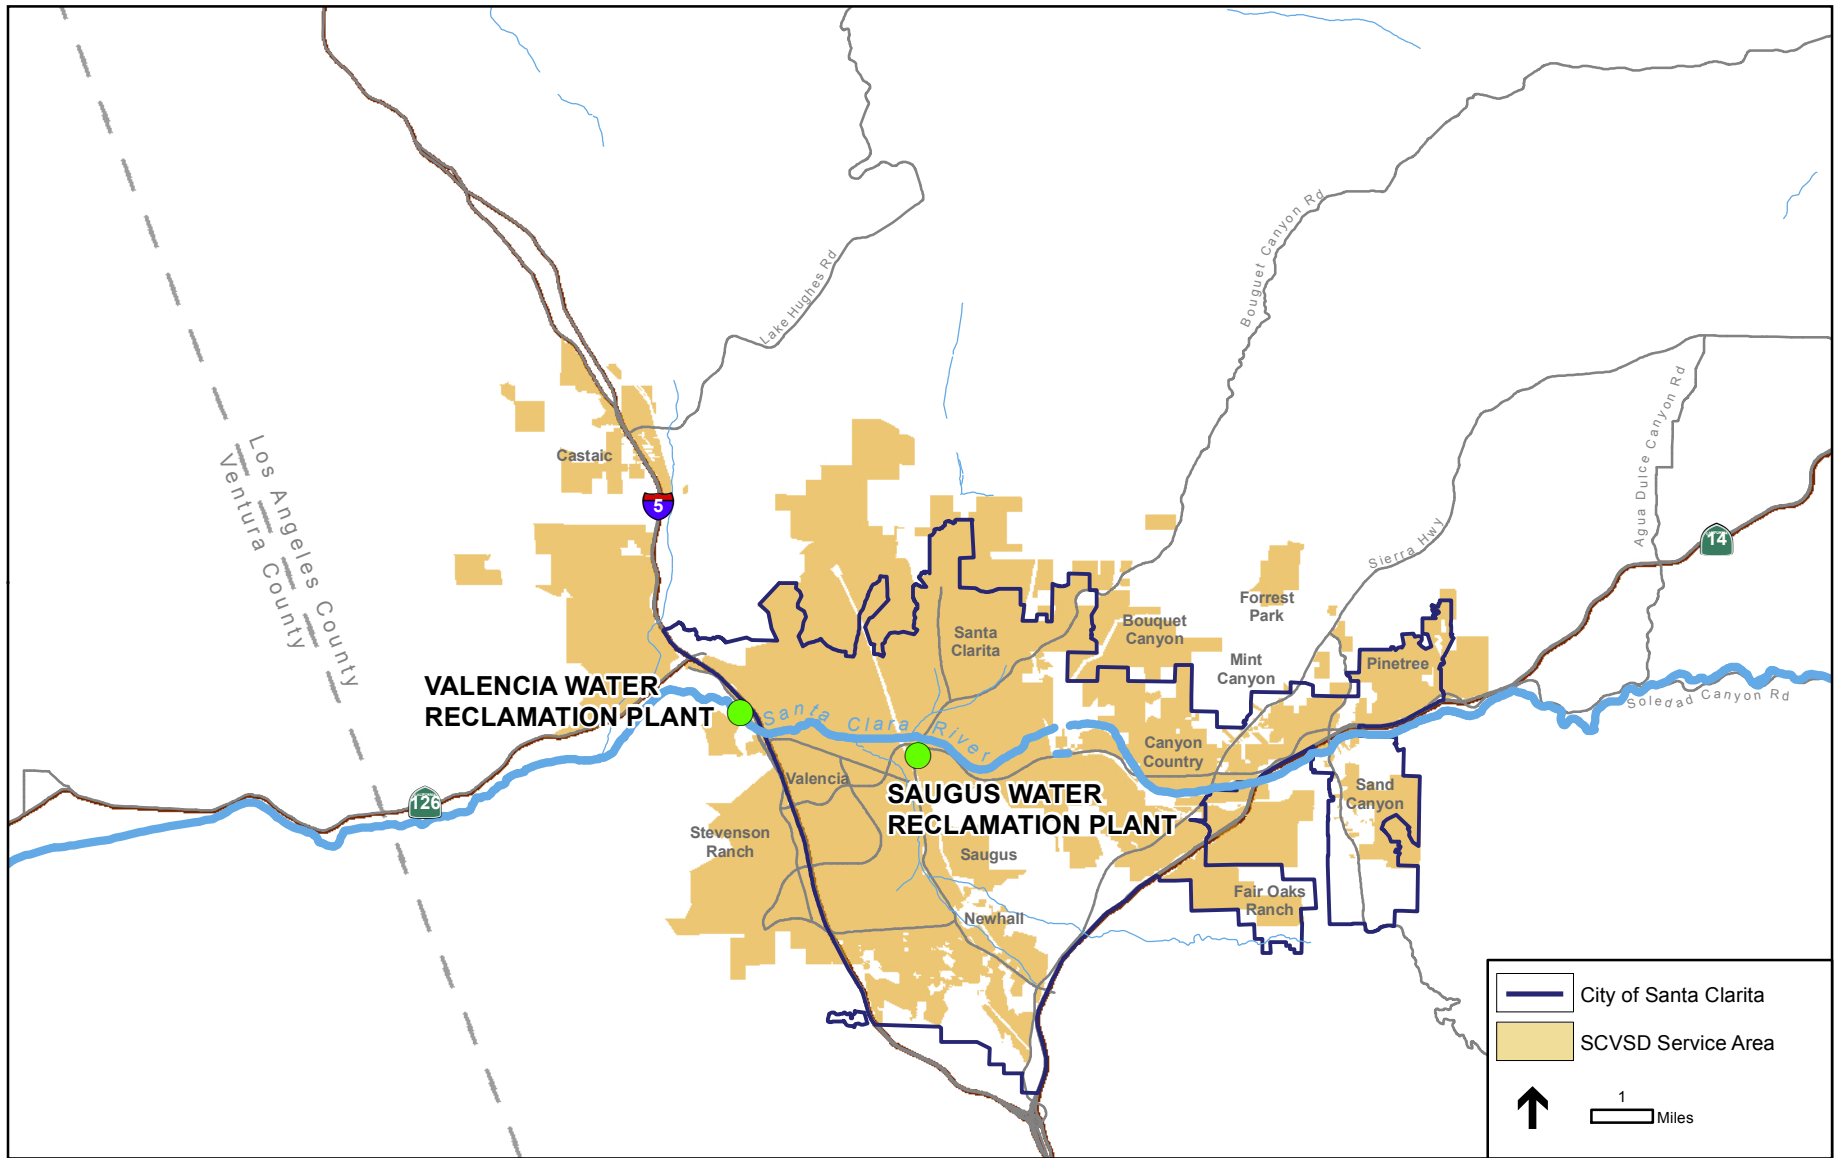 Lake Hughes Rd
Bouguet Canyon Rd
Agua Dulce Canyon Rd
Sierra Hwy
Los Angeles County
Ventura County
Castaic
5
14
Forrest
Park
Bouquet
Canyon
Santa
Clarita
Mint
Canyon
Pinetree
VALENCIA WATER
RECLAMATION PLANT
Soledad Canyon Rd
Santa Clara River
Canyon
Country
Valencia
126
SAUGUS WATER
RECLAMATION PLANT
Sand
Canyon
Stevenson
Ranch
Saugus
Fair Oaks
Ranch
Newhall
City of Santa Clarita
SCVSD Service Area
1
Miles